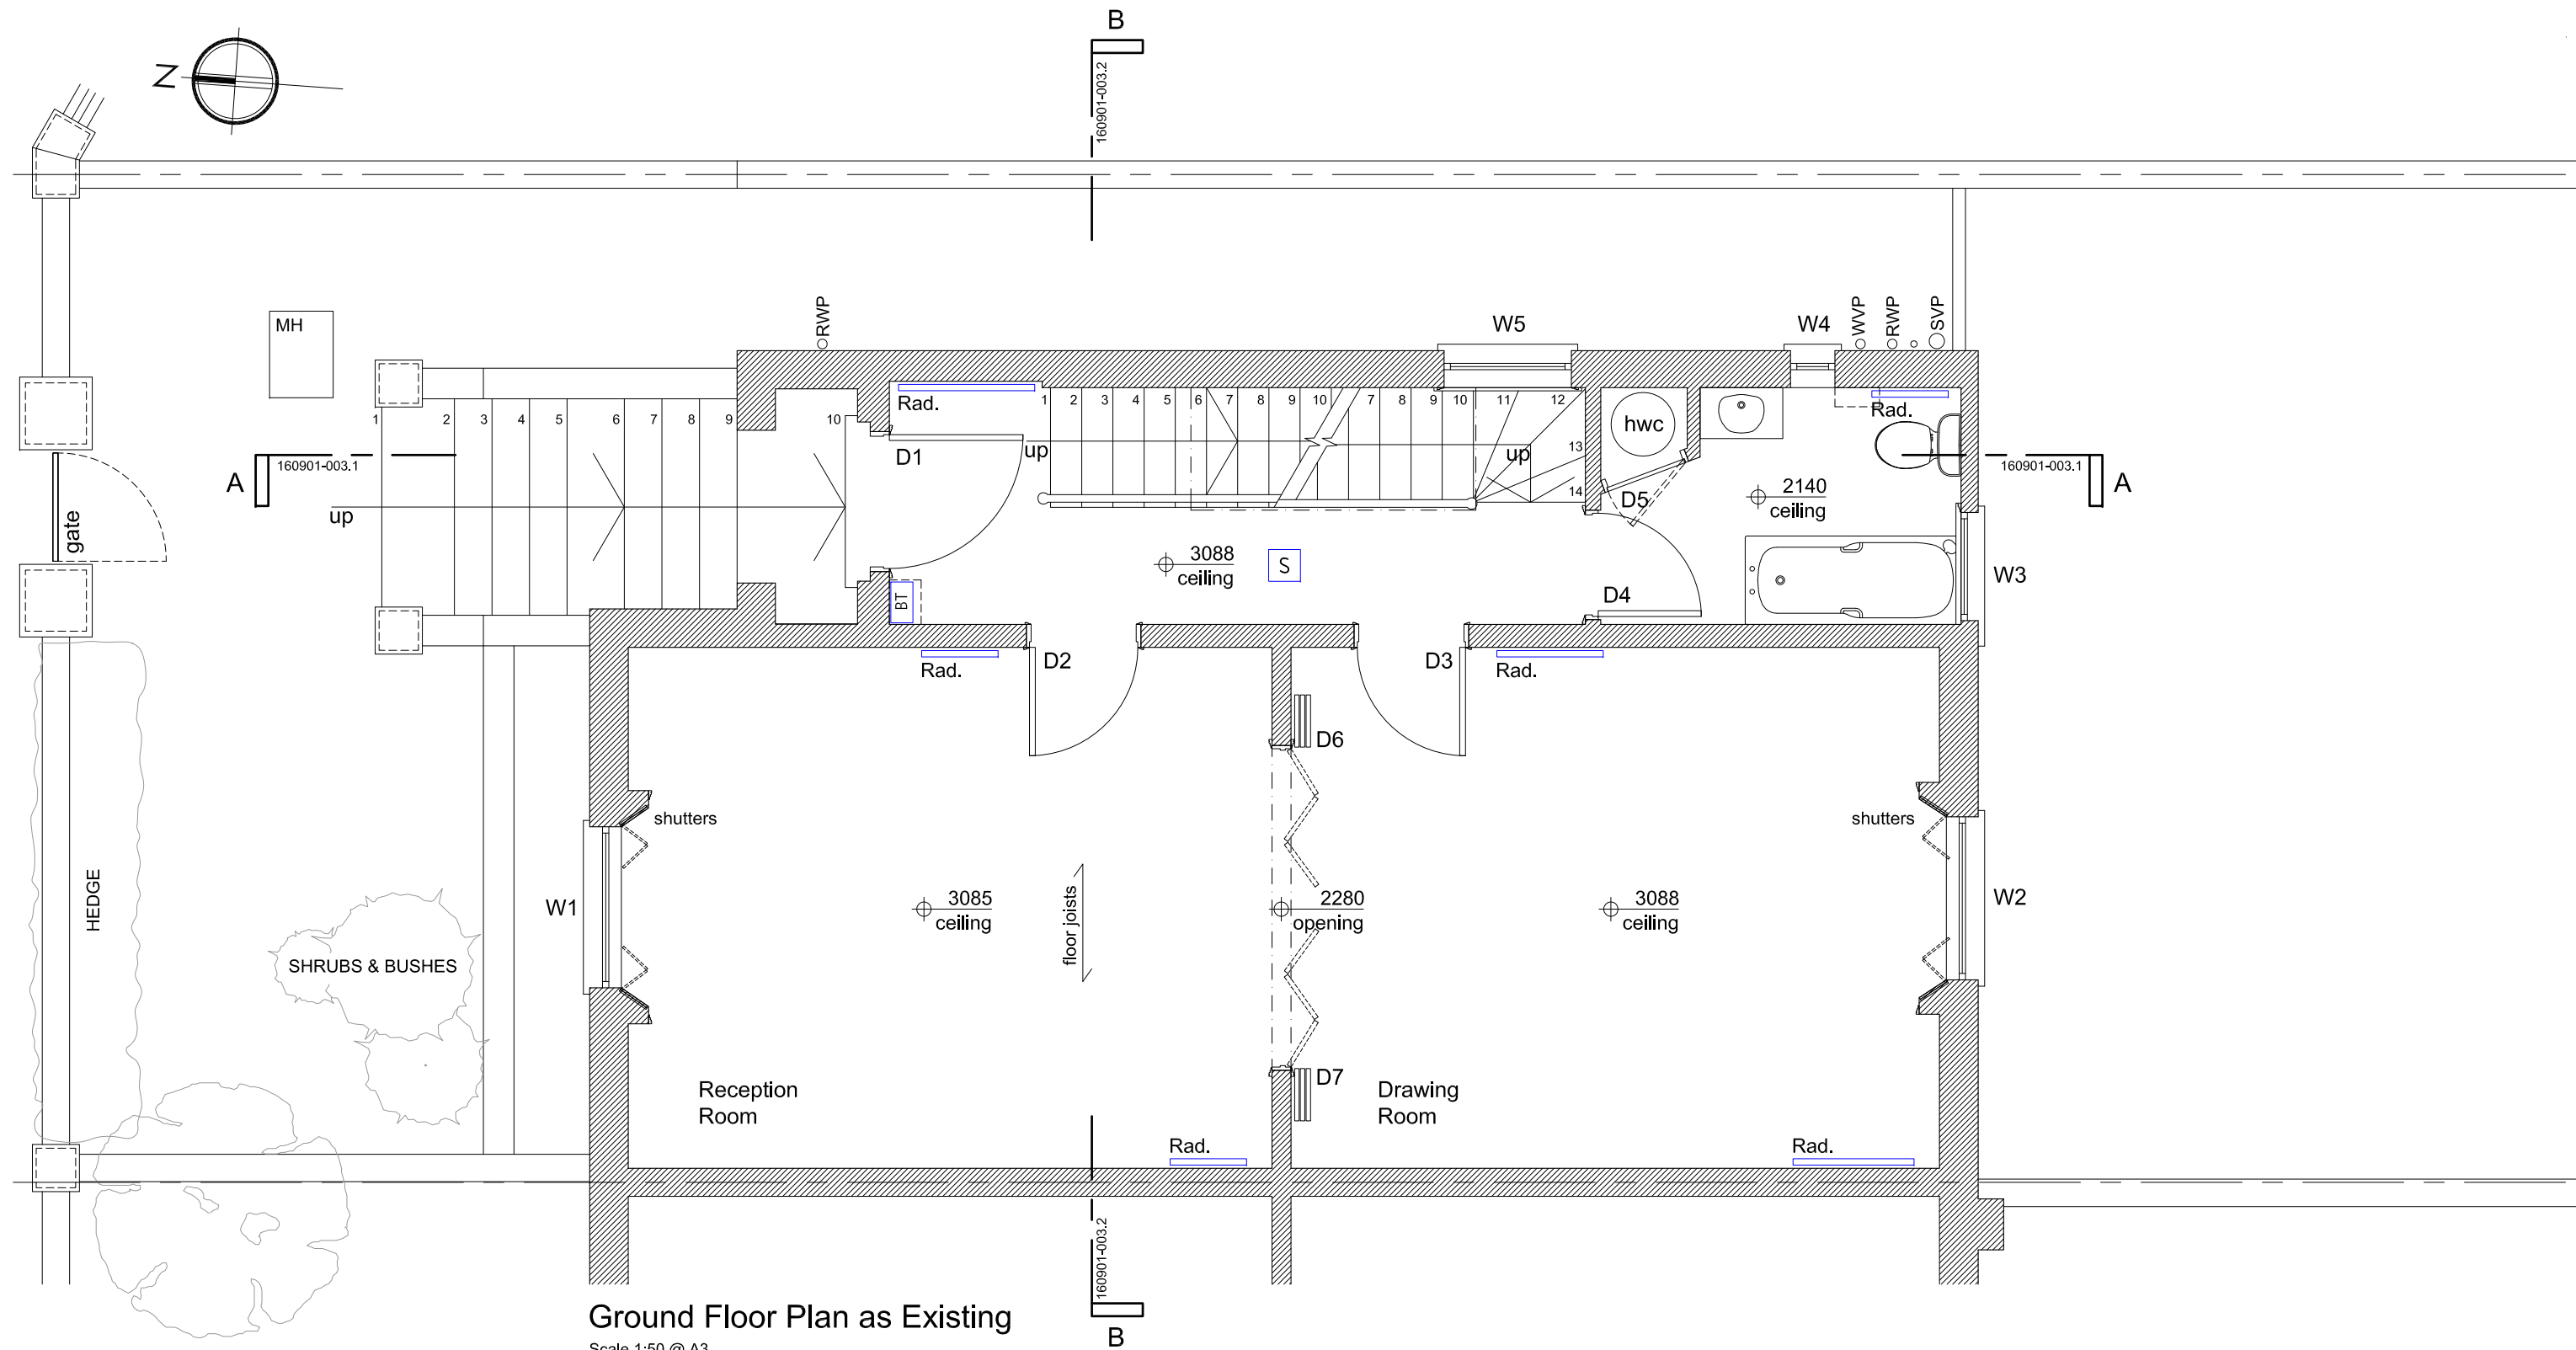 B
160901-003.2
Z
MH
RWP
W5
W4
WVP
RWP
SVP
Rad.
1 2 3 4 5 6 7 8 9 10
D1
up
1 2 3 4 5 6 7 8 9 10
7 8 9 10 11 12
13
14
up
hwc
D5
Rad.
2140
ceiling
A
160901-003.1
160901-003.1
A
up
gate
3088
ceiling
S
BT
D4
W3
Rad.
D2
D3
Rad.
D6
shutters
shutters
HEDGE
W1
3085
ceiling
floor joists
2280
opening
3088
ceiling
W2
SHRUBS & BUSHES
Reception
Room
D7
Drawing
Room
Rad.
Rad.
160901-003.2
B
Ground Floor Plan as Existing
Scale 1:50 @ A3